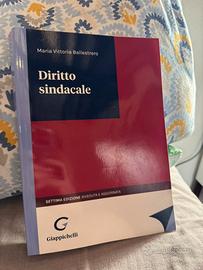 Maria Vittoria Ballestrero
Diritto
sindacale
SETTIMA EDIZIONE RIVEDUTA E AGGIORNATA
G
Giappichelli